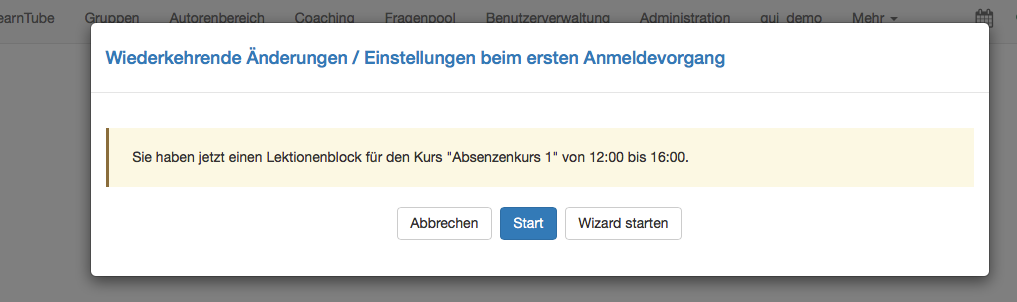 earnTube Gruppen Autorenbereich Coaching Fragenpool Benutzerverwaltung Administration gui_demo Mehr
Wiederkehrende Änderungen / Einstellungen beim ersten Anmeldevorgang
Sie haben jetzt einen Lektionenblock für den Kurs "Absenzenkurs 1" von 12:00 bis 16:00.
Abbrechen Start Wizard starten